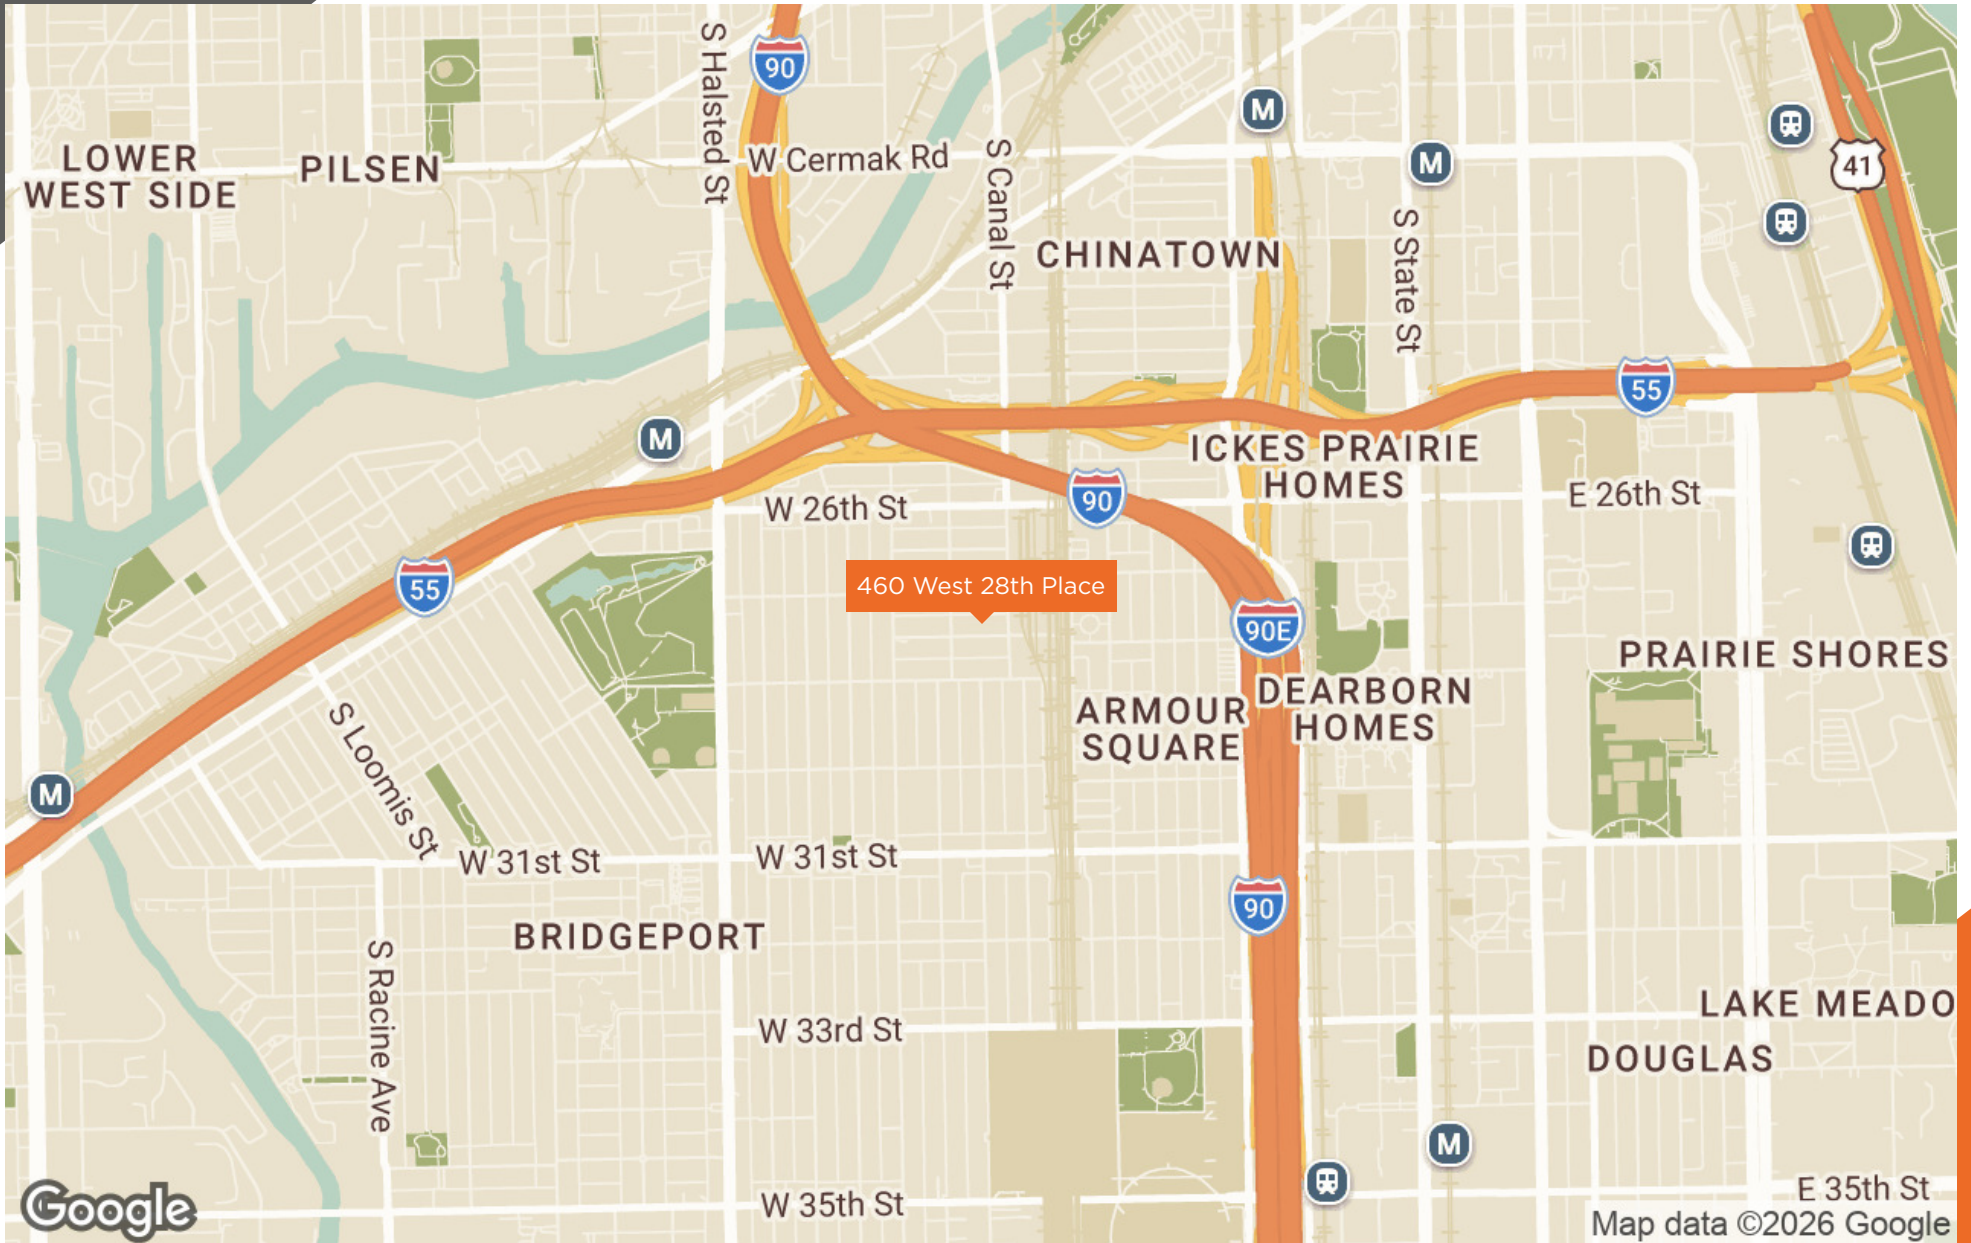 90
S Halsted St
W Cermak Rd
S Canal St
M
M
41
LOWER
WEST SIDE
PILSEN
CHINATOWN
S State St
55
M
ICKES PRAIRIE
HOMES
90
W 26th St
E 26th St
55
460 West 28th Place
90E
PRAIRIE SHORES
ARMOUR
SQUARE
DEARBORN
HOMES
S Loomis St
M
W 31st St
W 31st St
90
BRIDGEPORT
S Racine Ave
W 33rd St
LAKE MEADO
DOUGLAS
M
W 35th St
E 35th St
Google
Map data ©2026 Google